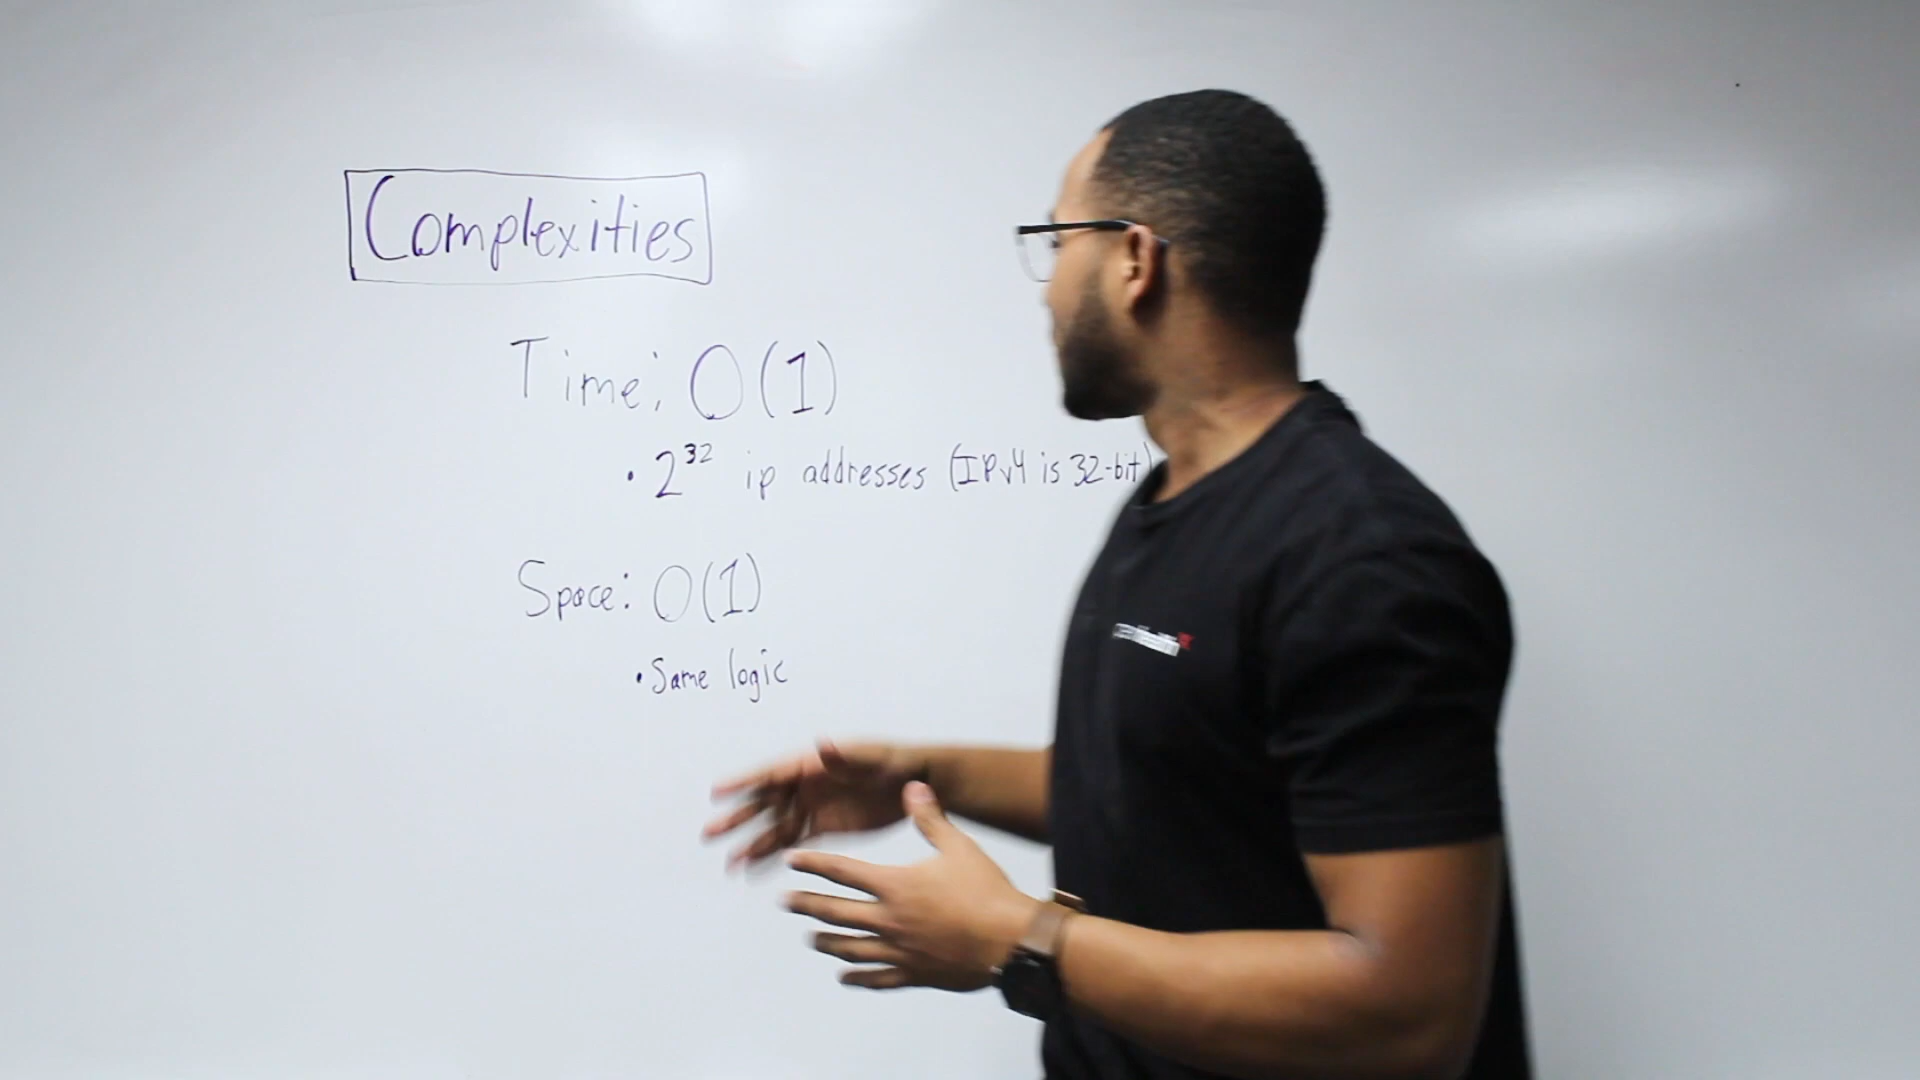 Complexities
Time: O(1)
• 2³² ip addresses (IPv4 is 32-bit)
Space: O(1)
• Same logic